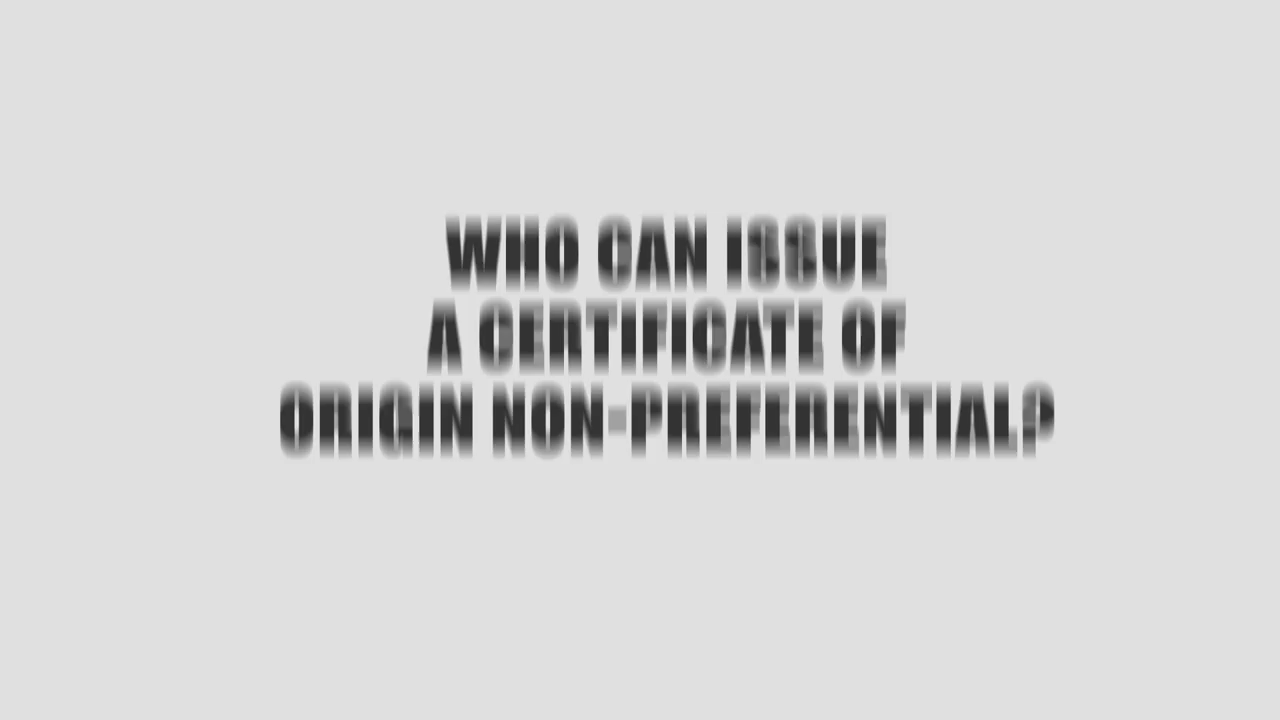 WHO CAN ISSUE
A CERTIFICATE OF
ORIGIN NON-PREFERENTIAL?